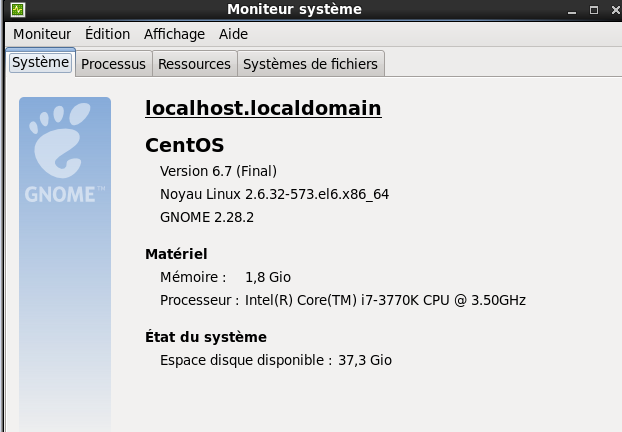 Moniteur système
Moniteur Édition Affichage Aide
Système Processus Ressources Systèmes de fichiers
localhost.localdomain
GNOME™
CentOS
Version 6.7 (Final)
Noyau Linux 2.6.32-573.el6.x86_64
GNOME 2.28.2
Matériel
Mémoire : 1,8 Gio
Processeur : Intel(R) Core(TM) i7-3770K CPU @ 3.50GHz
État du système
Espace disque disponible : 37,3 Gio